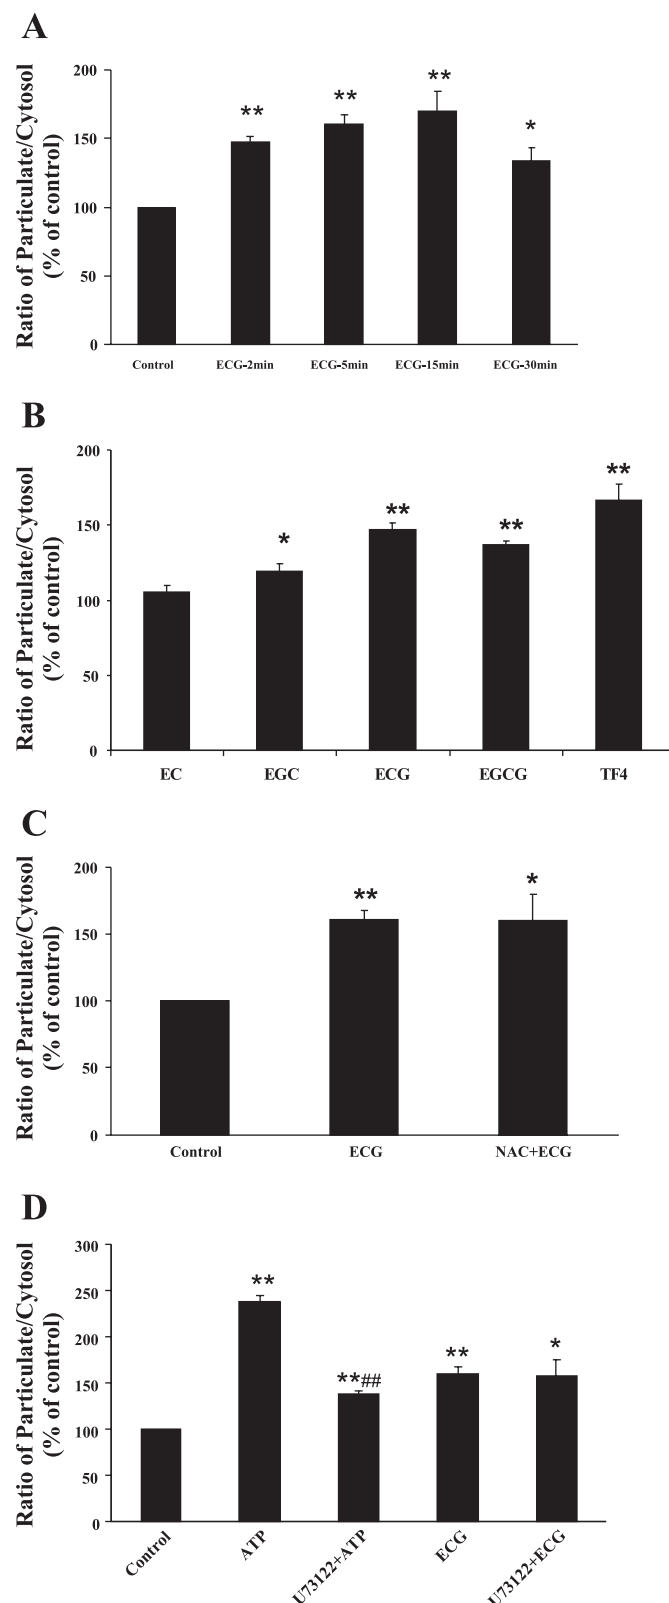 A
Ratio of Particulate/Cytosol
(% of control)
200
150
100
50
0
**
**
**
*
Control ECG-2min ECG-5min ECG-15min ECG-30min
B
Ratio of Particulate/Cytosol
(% of control)
200
150
100
50
0
*
**
**
**
EC EGC ECG EGCG TF4
C
Ratio of Particulate/Cytosol
(% of control)
200
150
100
50
0
**
*
Control ECG NAC+ECG
D
Ratio of Particulate/Cytosol
(% of control)
300
250
200
150
100
50
0
**
**##
**
*
Control
ATP
U73122+ATP
ECG
U73122+ECG